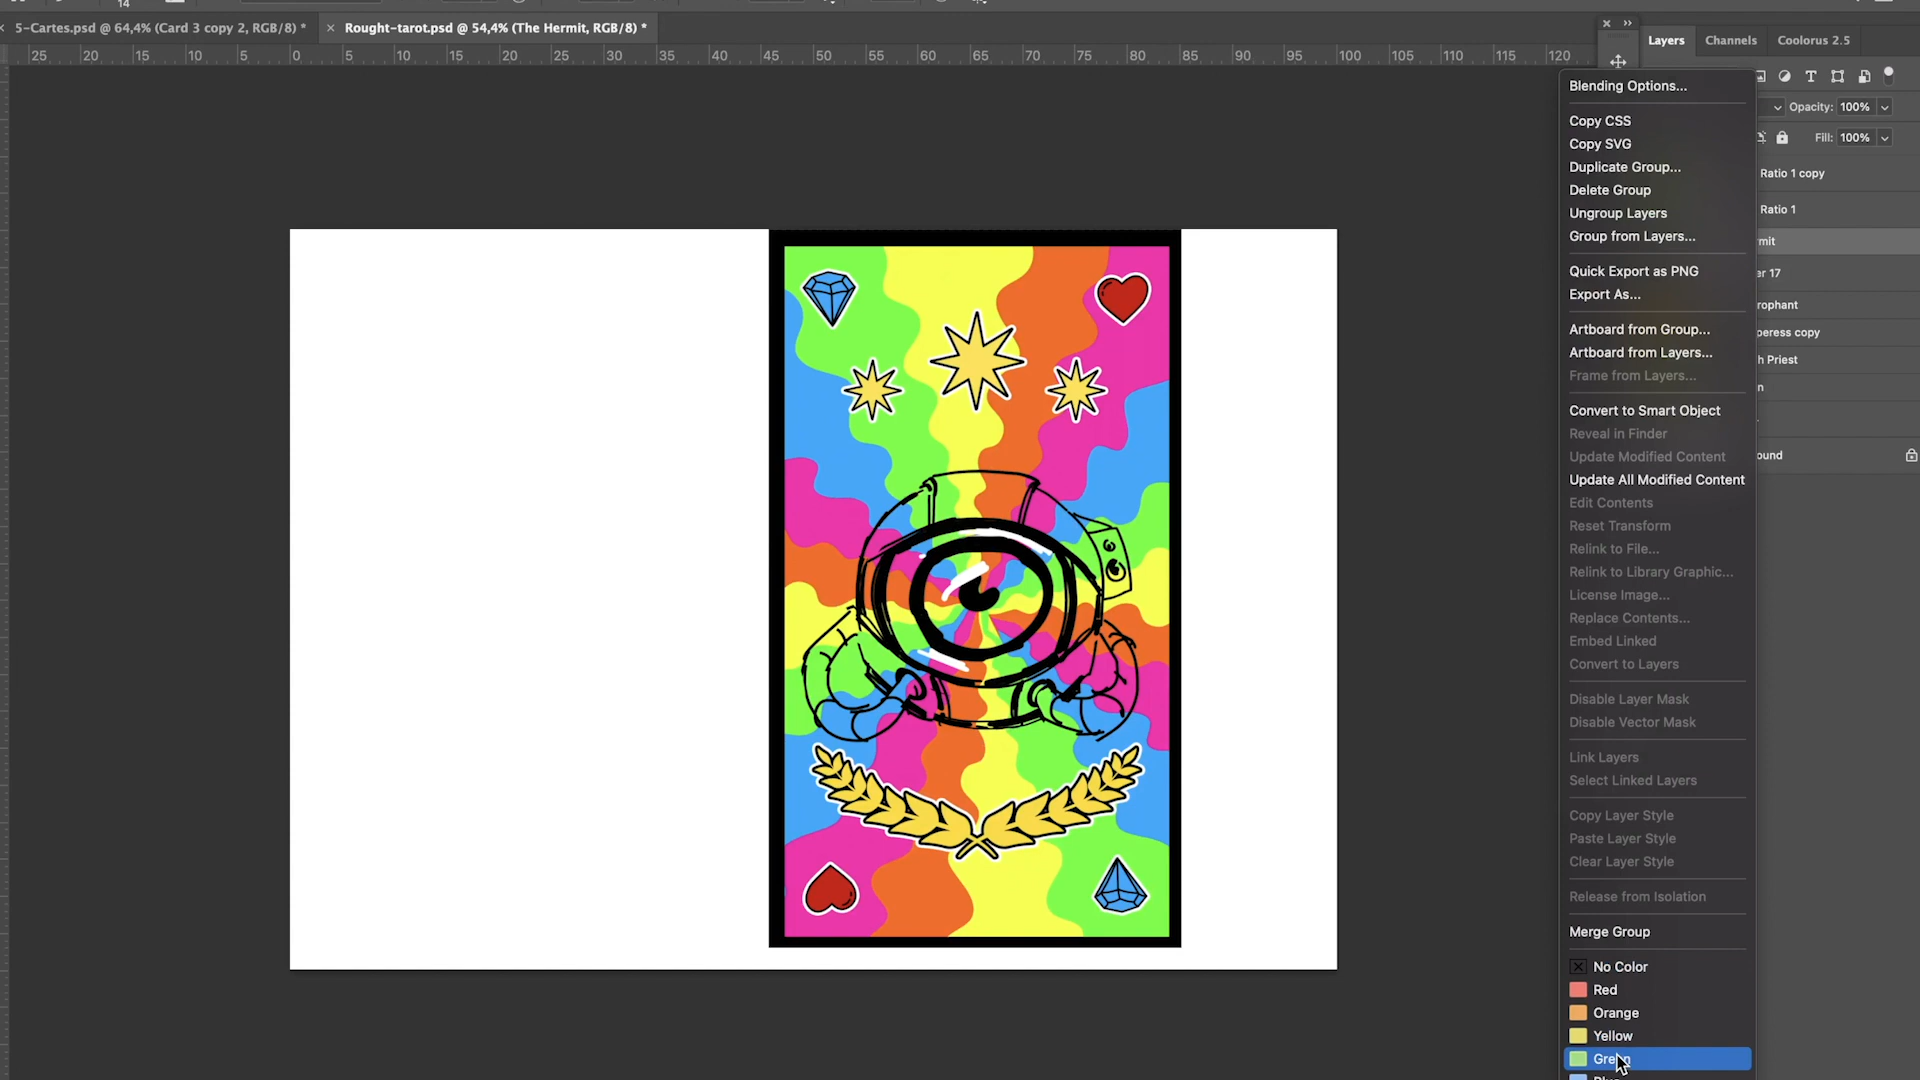 14
5-Cartes.psd @ 64,4% (Card 3 copy 2, RGB/8) *
Rought-tarot.psd @ 54,4% (The Hermit, RGB/8) *
25 20 15 10 5 0 5 10 15 20 25 30 35 40 45 50 55 60 65 70 75 80 85 90 95 100 105 110 115 120
Layers Channels Coolorus 2.5
Opacity: 100%
Fill: 100%
Ratio 1 copy
Ratio 1
rmit
er 17
rophant
peress copy
h Priest
n
ound
Blending Options...
Copy CSS
Copy SVG
Duplicate Group...
Delete Group
Ungroup Layers
Group from Layers...
Quick Export as PNG
Export As...
Artboard from Group...
Artboard from Layers...
Frame from Layers...
Convert to Smart Object
Reveal in Finder
Update Modified Content
Update All Modified Content
Edit Contents
Reset Transform
Relink to File...
Relink to Library Graphic...
License Image...
Replace Contents...
Embed Linked
Convert to Layers
Disable Layer Mask
Disable Vector Mask
Link Layers
Select Linked Layers
Copy Layer Style
Paste Layer Style
Clear Layer Style
Release from Isolation
Merge Group
No Color
Red
Orange
Yellow
Green